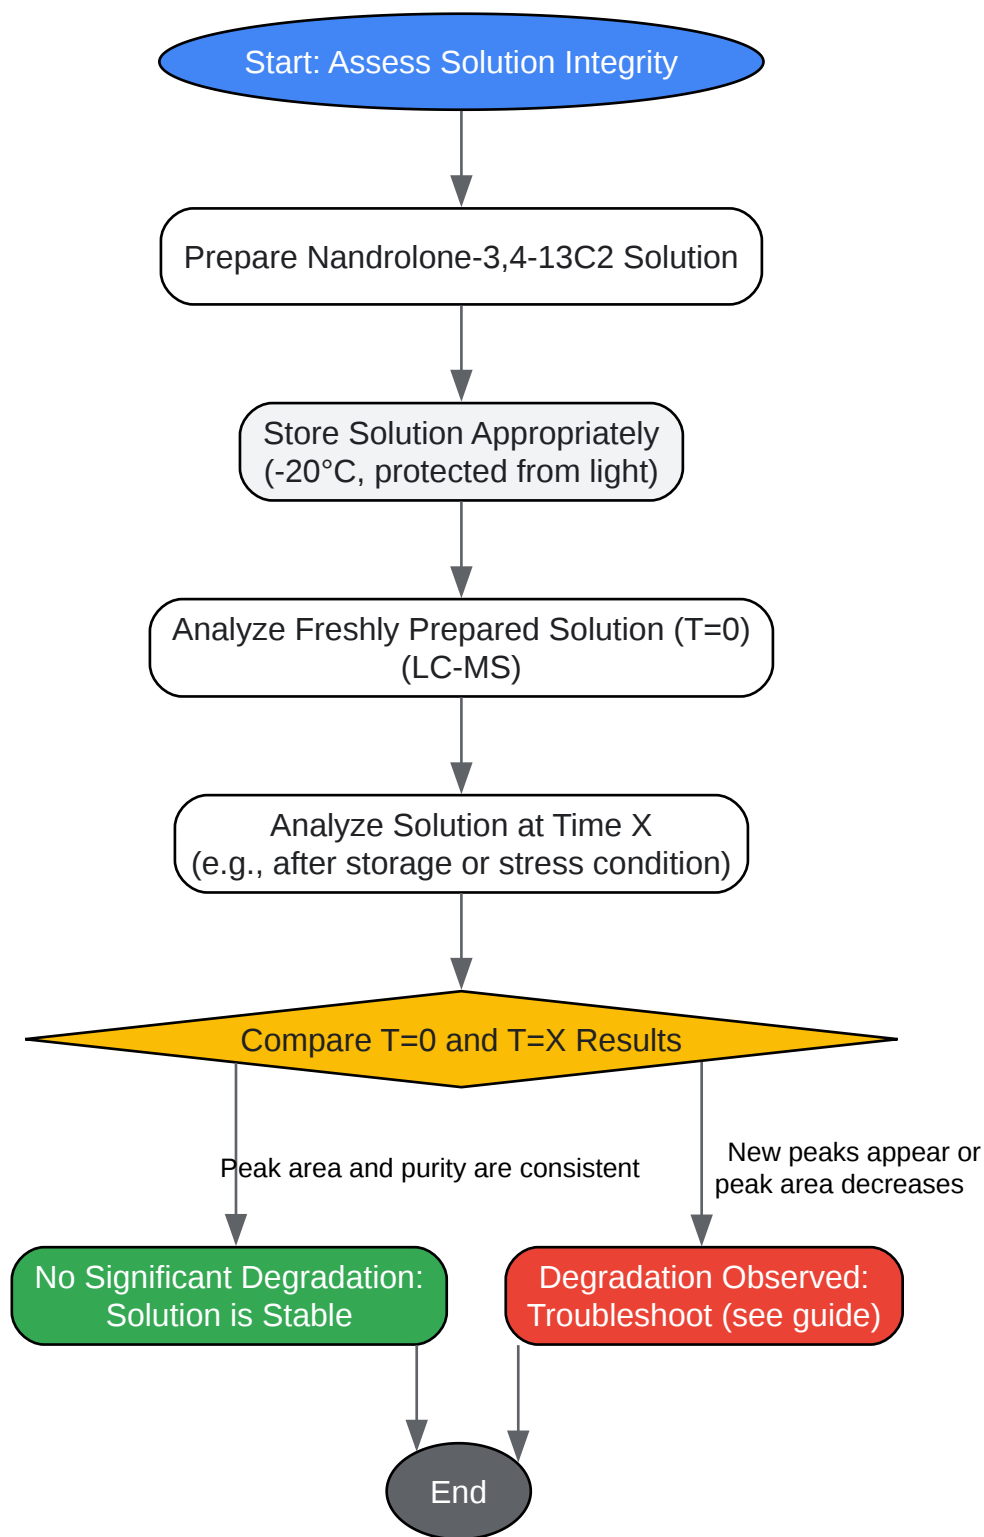 Start: Assess Solution Integrity
Prepare Nandrolone-3,4-13C2 Solution
Store Solution Appropriately
(-20°C, protected from light)
Analyze Freshly Prepared Solution (T=0)
(LC-MS)
Analyze Solution at Time X
(e.g., after storage or stress condition)
Compare T=0 and T=X Results
Peak area and purity are consistent
New peaks appear or
peak area decreases
No Significant Degradation:
Solution is Stable
Degradation Observed:
Troubleshoot (see guide)
End